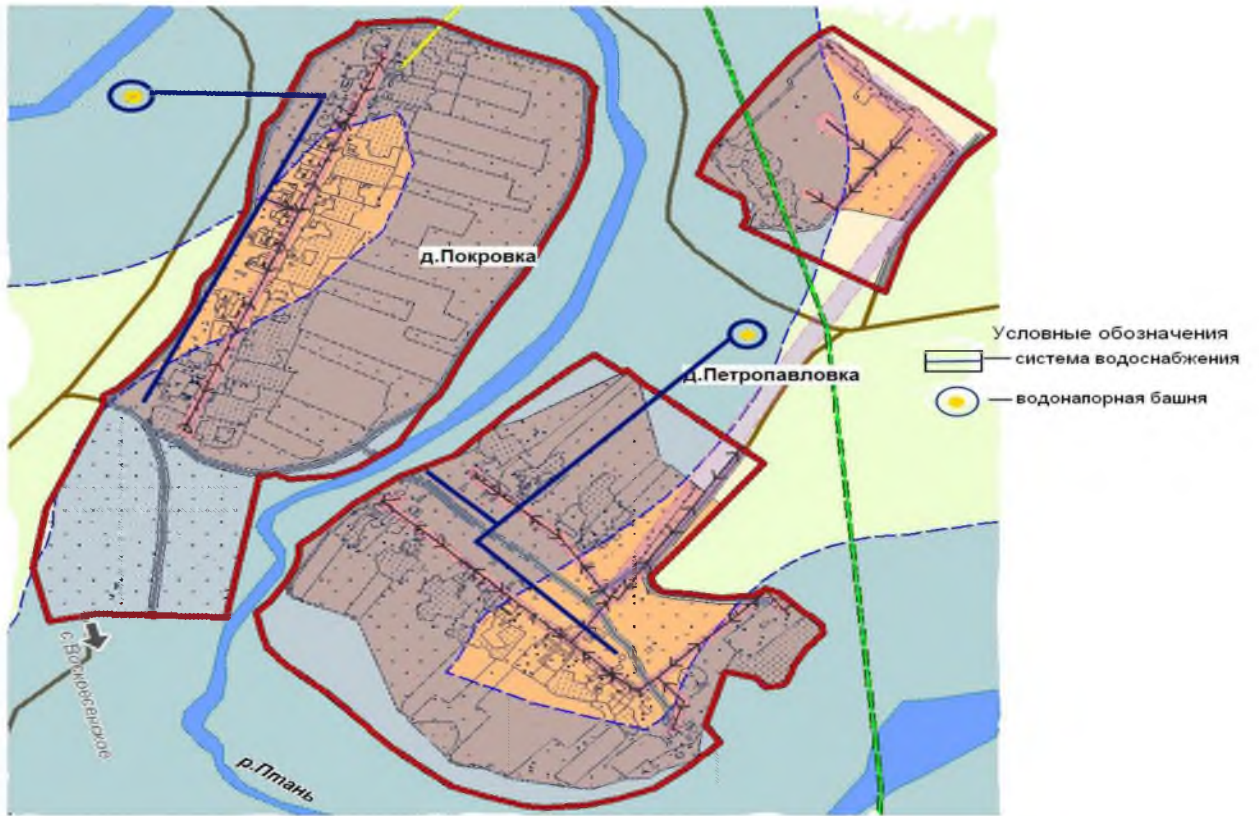 д.Покровка
д.Петропавловка
Условные обозначения
система водоснабжения
водонапорная башня
с.Воскресенское
р.Птань